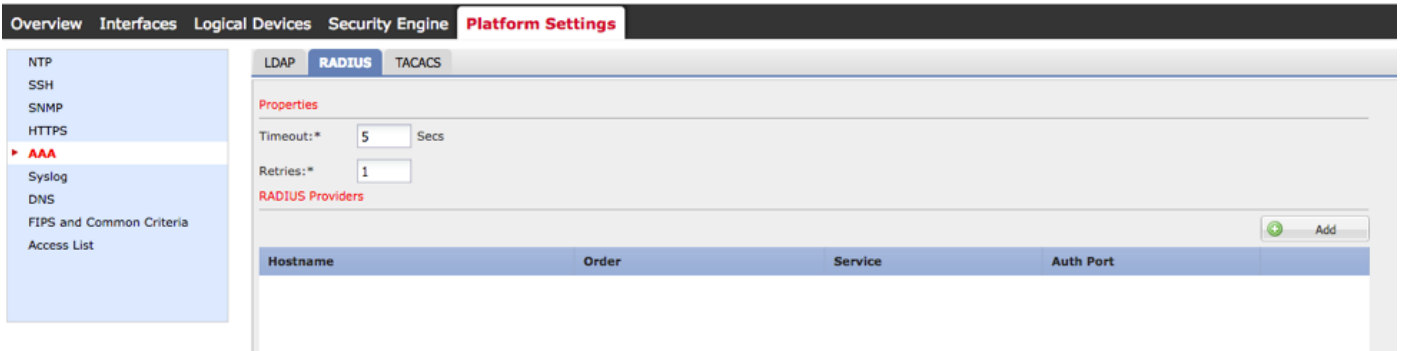 Overview Interfaces Logical Devices Security Engine Platform Settings
NTP
SSH
SNMP
HTTPS
AAA
Syslog
DNS
FIPS and Common Criteria
Access List
LDAP RADIUS TACACS
Properties
Timeout:* 5 Secs
Retries:* 1
RADIUS Providers
Add
Hostname Order Service Auth Port